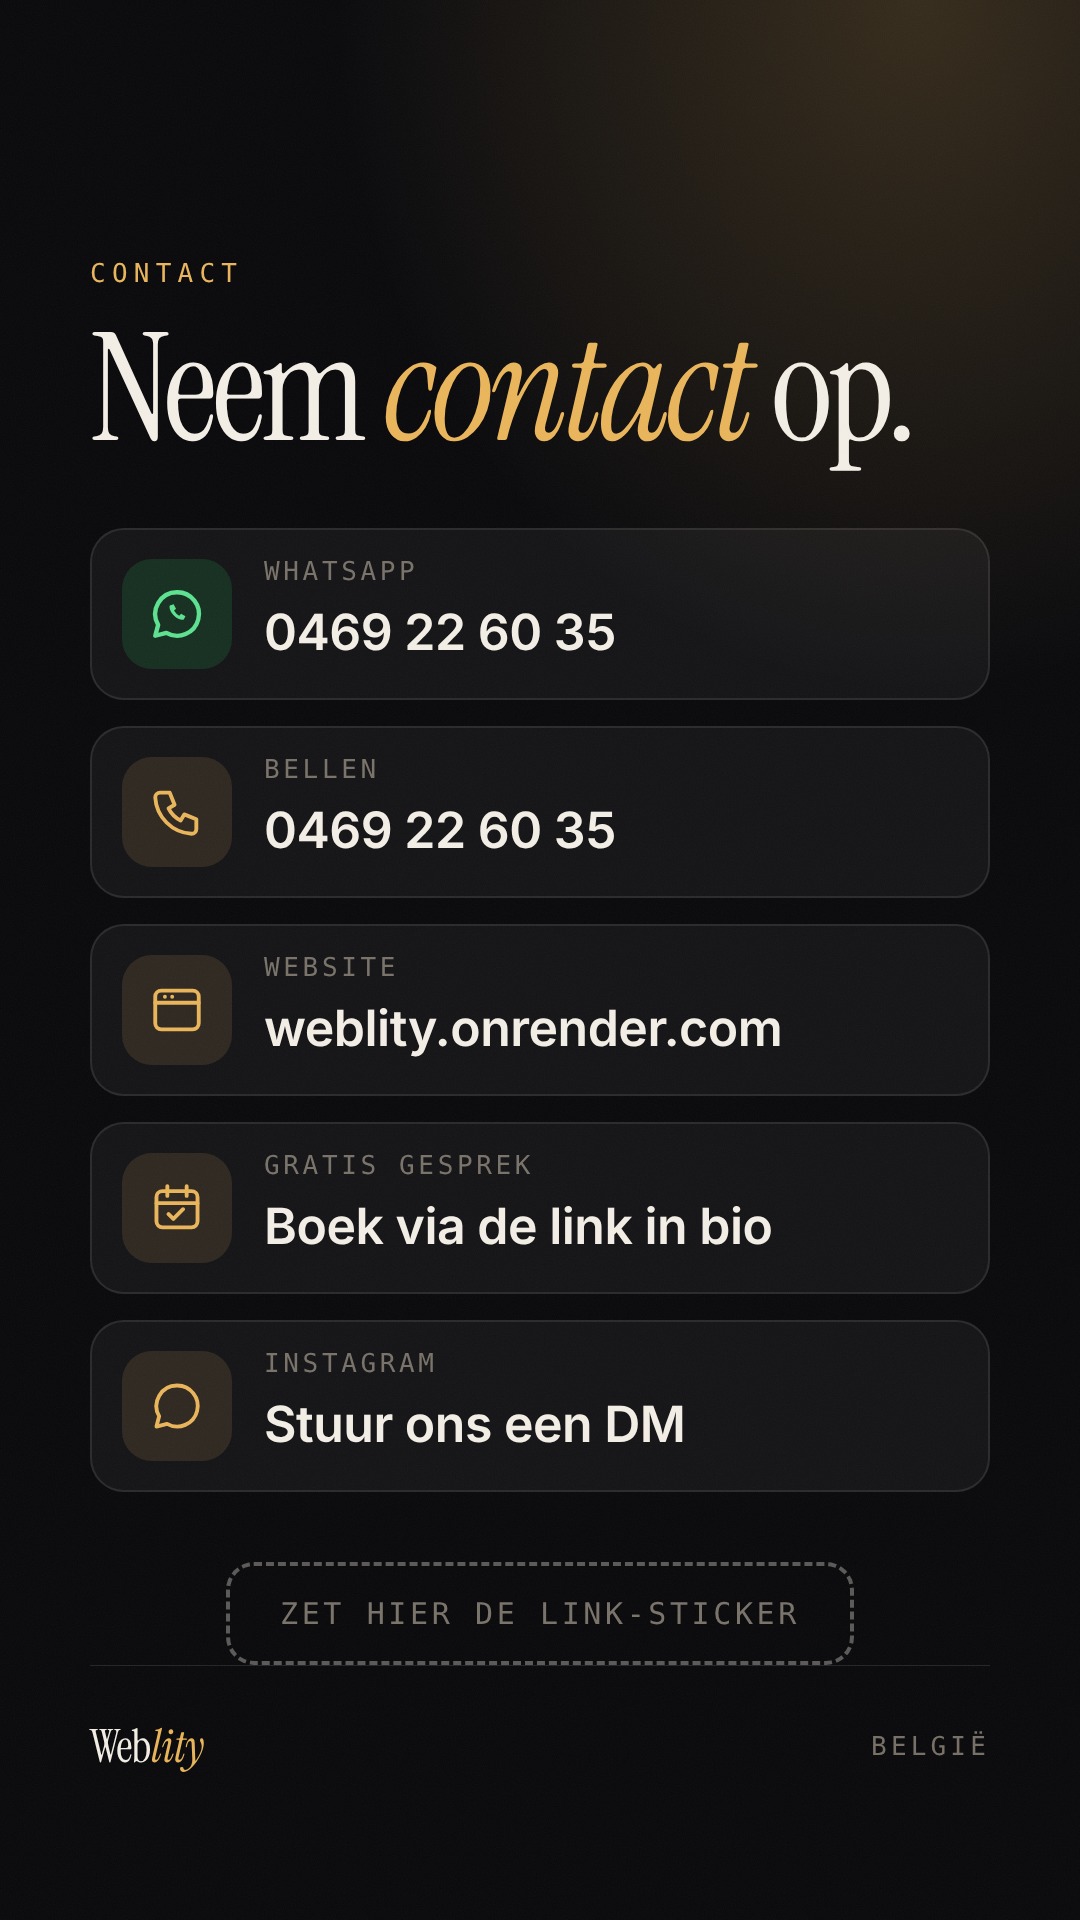 CONTACT
Neem contact op.
WHATSAPP
0469 22 60 35
BELLEN
0469 22 60 35
WEBSITE
weblity.onrender.com
GRATIS GESPREK
Boek via de link in bio
INSTAGRAM
Stuur ons een DM
ZET HIER DE LINK-STICKER
Weblity
BELGIË